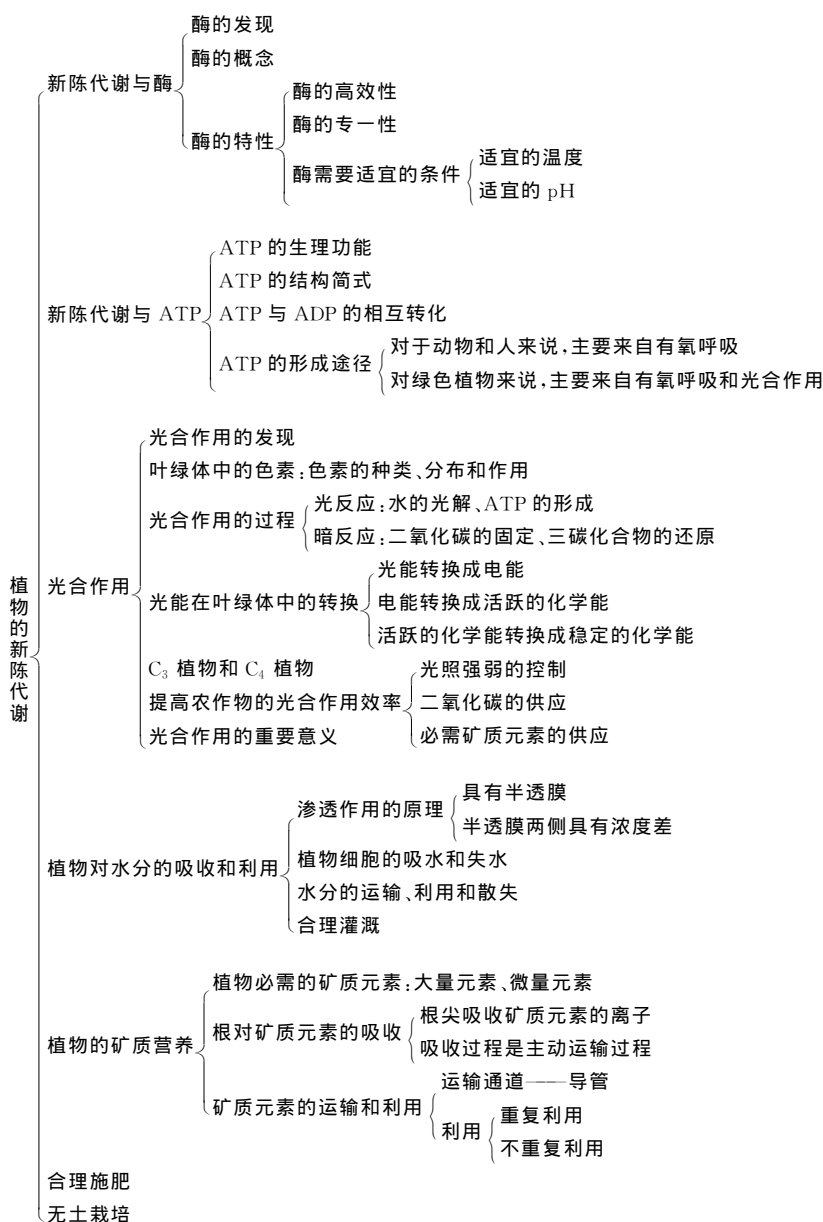 植物的新陈代谢
新陈代谢与酶
酶的发现
酶的概念
酶的特性
酶的高效性
酶的专一性
酶需要适宜的条件
适宜的温度
适宜的 pH
新陈代谢与 ATP
ATP 的生理功能
ATP 的结构简式
ATP 与 ADP 的相互转化
ATP 的形成途径
对于动物和人来说,主要来自有氧呼吸
对绿色植物来说,主要来自有氧呼吸和光合作用
光合作用
光合作用的发现
叶绿体中的色素:色素的种类、分布和作用
光合作用的过程
光反应:水的光解、ATP 的形成
暗反应:二氧化碳的固定、三碳化合物的还原
光能在叶绿体中的转换
光能转换成电能
电能转换成活跃的化学能
活跃的化学能转换成稳定的化学能
C₃ 植物和 C₄ 植物
提高农作物的光合作用效率
光照强弱的控制
二氧化碳的供应
必需矿质元素的供应
光合作用的重要意义
植物对水分的吸收和利用
渗透作用的原理
具有半透膜
半透膜两侧具有浓度差
植物细胞的吸水和失水
水分的运输、利用和散失
合理灌溉
植物的矿质营养
植物必需的矿质元素:大量元素、微量元素
根对矿质元素的吸收
根尖吸收矿质元素的离子
吸收过程是主动运输过程
矿质元素的运输和利用
运输通道——导管
利用
重复利用
不重复利用
合理施肥
无土栽培